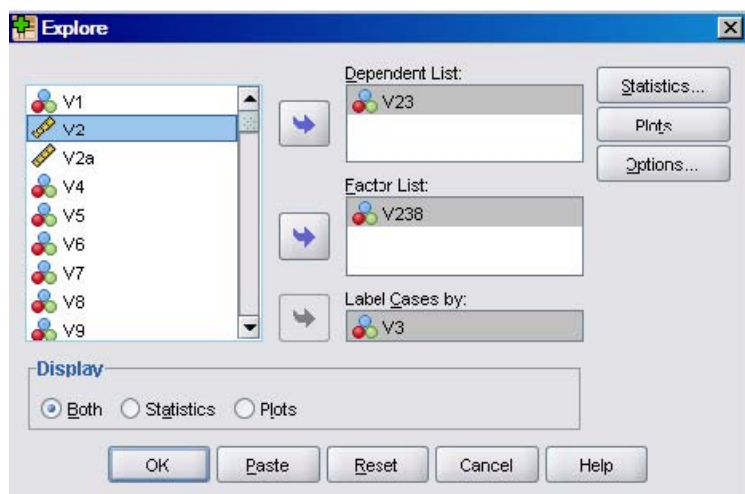 Explore
V1
V2
V2a
V4
V5
V6
V7
V8
V9
Dependent List:
V23
Factor List:
V238
Label Cases by:
V3
Statistics...
Plots
Options...
Display
Both
Statistics
Plots
OK
Paste
Reset
Cancel
Help